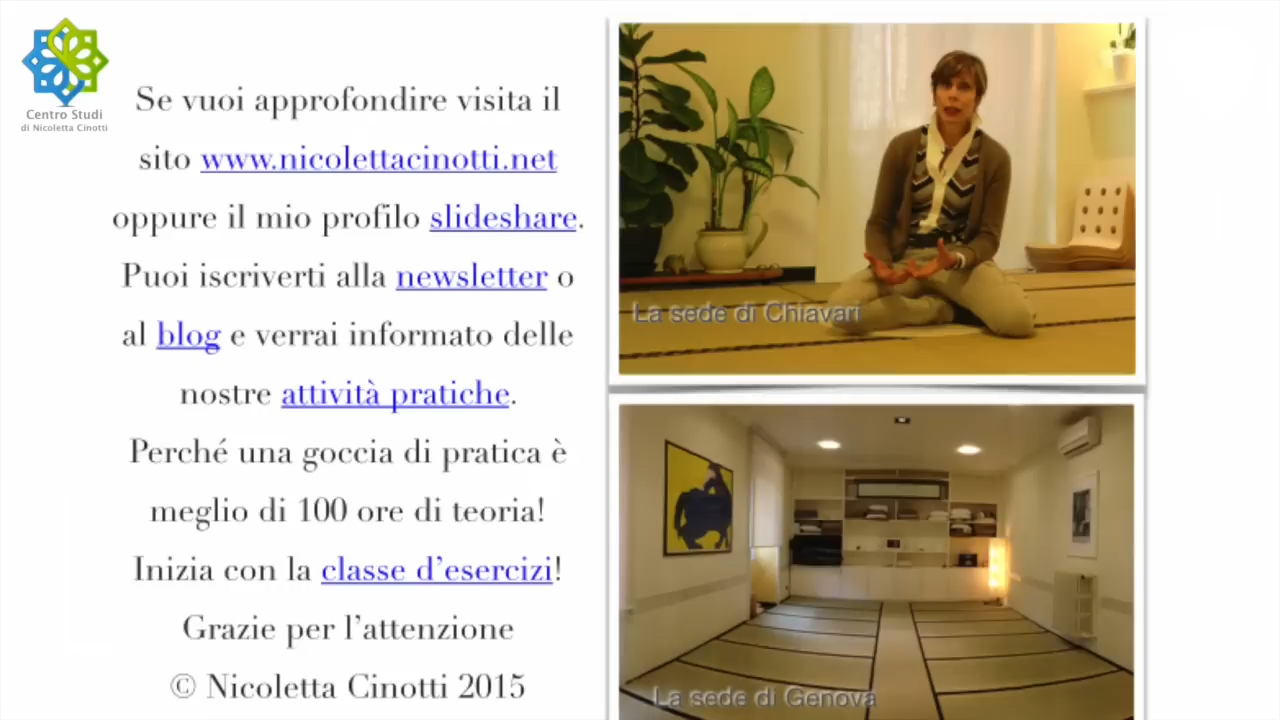 Centro Studi
di Nicoletta Cinotti
Se vuoi approfondire visita il
sito www.nicolettacinotti.net
oppure il mio profilo slideshare.
Puoi iscriverti alla newsletter o
al blog e verrai informato delle
nostre attività pratiche.
Perché una goccia di pratica è
meglio di 100 ore di teoria!
Inizia con la classe d’esercizi!
Grazie per l’attenzione
© Nicoletta Cinotti 2015
La sede di Chiavari
La sede di Genova